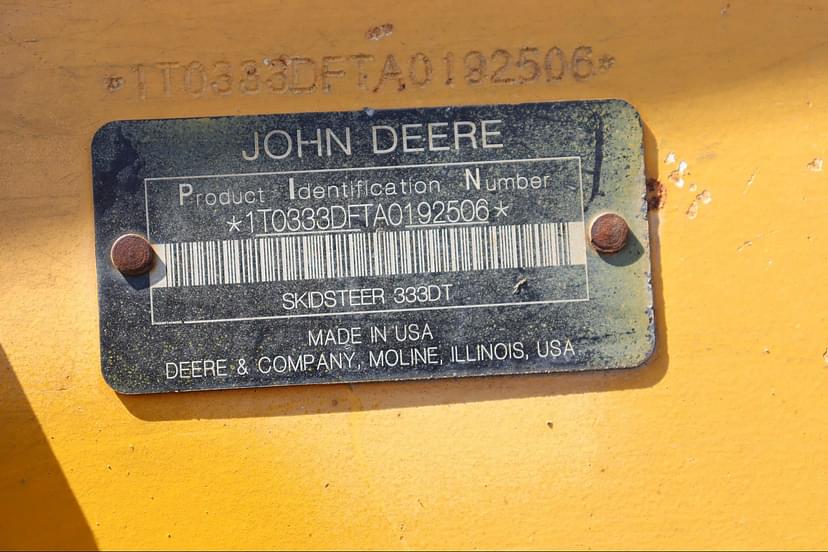 *1T0333DFTA0192506*
JOHN DEERE
Product Identification Number
*1T0333DFTA0192506*
SKIDSTEER 333DT
MADE IN USA
DEERE & COMPANY, MOLINE, ILLINOIS, USA